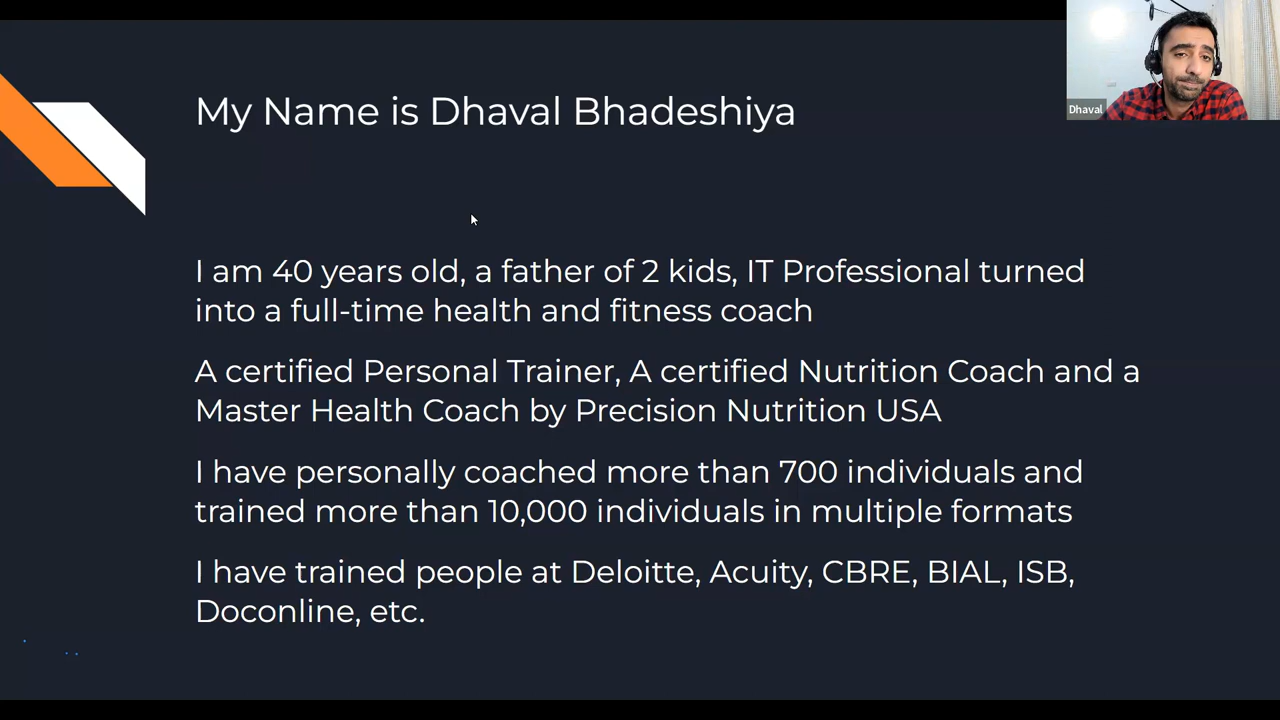 My Name is Dhaval Bhadeshiya
Dhaval
I am 40 years old, a father of 2 kids, IT Professional turned
into a full-time health and fitness coach
A certified Personal Trainer, A certified Nutrition Coach and a
Master Health Coach by Precision Nutrition USA
I have personally coached more than 700 individuals and
trained more than 10,000 individuals in multiple formats
I have trained people at Deloitte, Acuity, CBRE, BIAL, ISB,
Doconline, etc.